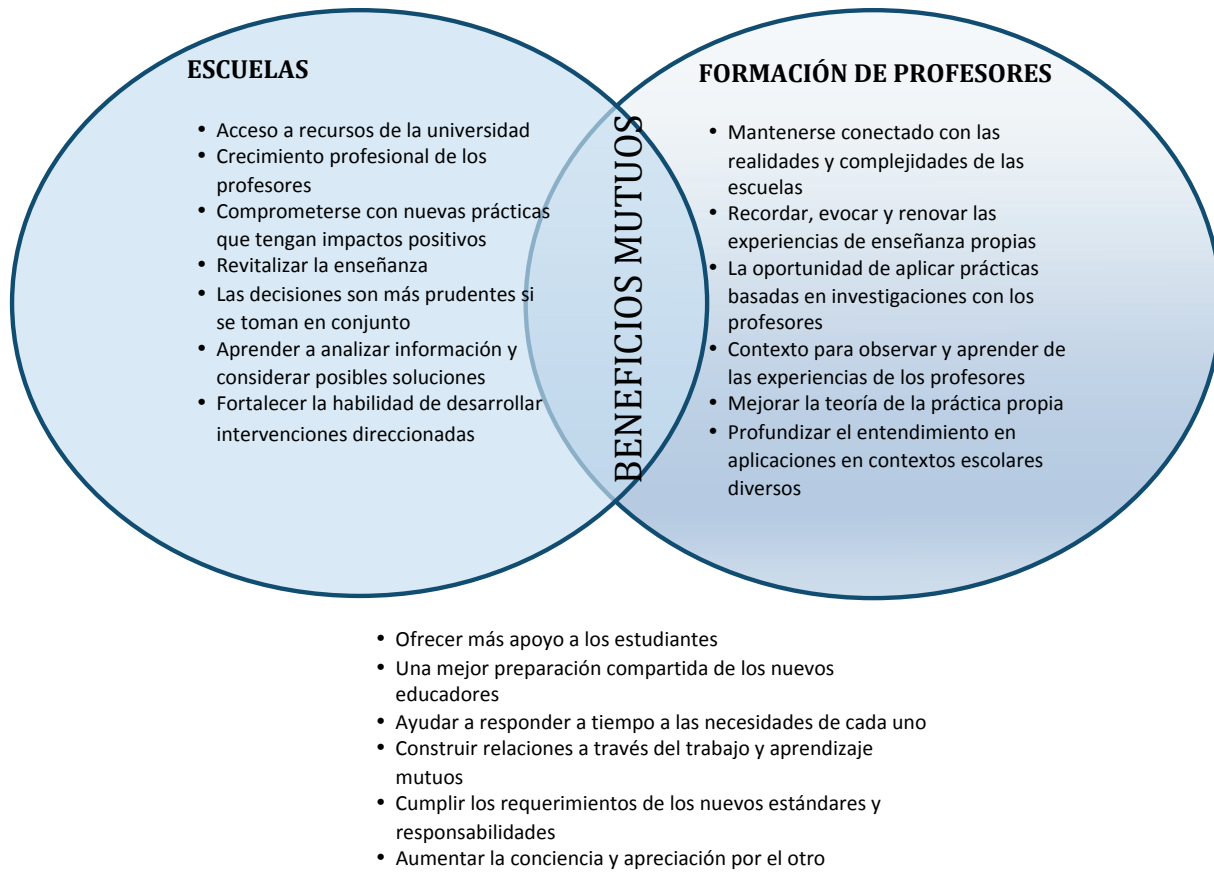 ESCUELAS
• Acceso a recursos de la universidad
• Crecimiento profesional de los
profesores
• Comprometerse con nuevas prácticas
que tengan impactos positivos
• Revitalizar la enseñanza
• Las decisiones son más prudentes si
se toman en conjunto
• Aprender a analizar información y
considerar posibles soluciones
• Fortalecer la habilidad de desarrollar
intervenciones direccionadas
BENEFICIOS MUTUOS
FORMACIÓN DE PROFESORES
• Mantenerse conectado con las
realidades y complejidades de las
escuelas
• Recordar, evocar y renovar las
experiencias de enseñanza propias
• La oportunidad de aplicar prácticas
basadas en investigaciones con los
profesores
• Contexto para observar y aprender de
las experiencias de los profesores
• Mejorar la teoría de la práctica propia
• Profundizar el entendimiento en
aplicaciones en contextos escolares
diversos
• Ofrecer más apoyo a los estudiantes
• Una mejor preparación compartida de los nuevos
educadores
• Ayudar a responder a tiempo a las necesidades de cada uno
• Construir relaciones a través del trabajo y aprendizaje
mutuos
• Cumplir los requerimientos de los nuevos estándares y
responsabilidades
• Aumentar la conciencia y apreciación por el otro